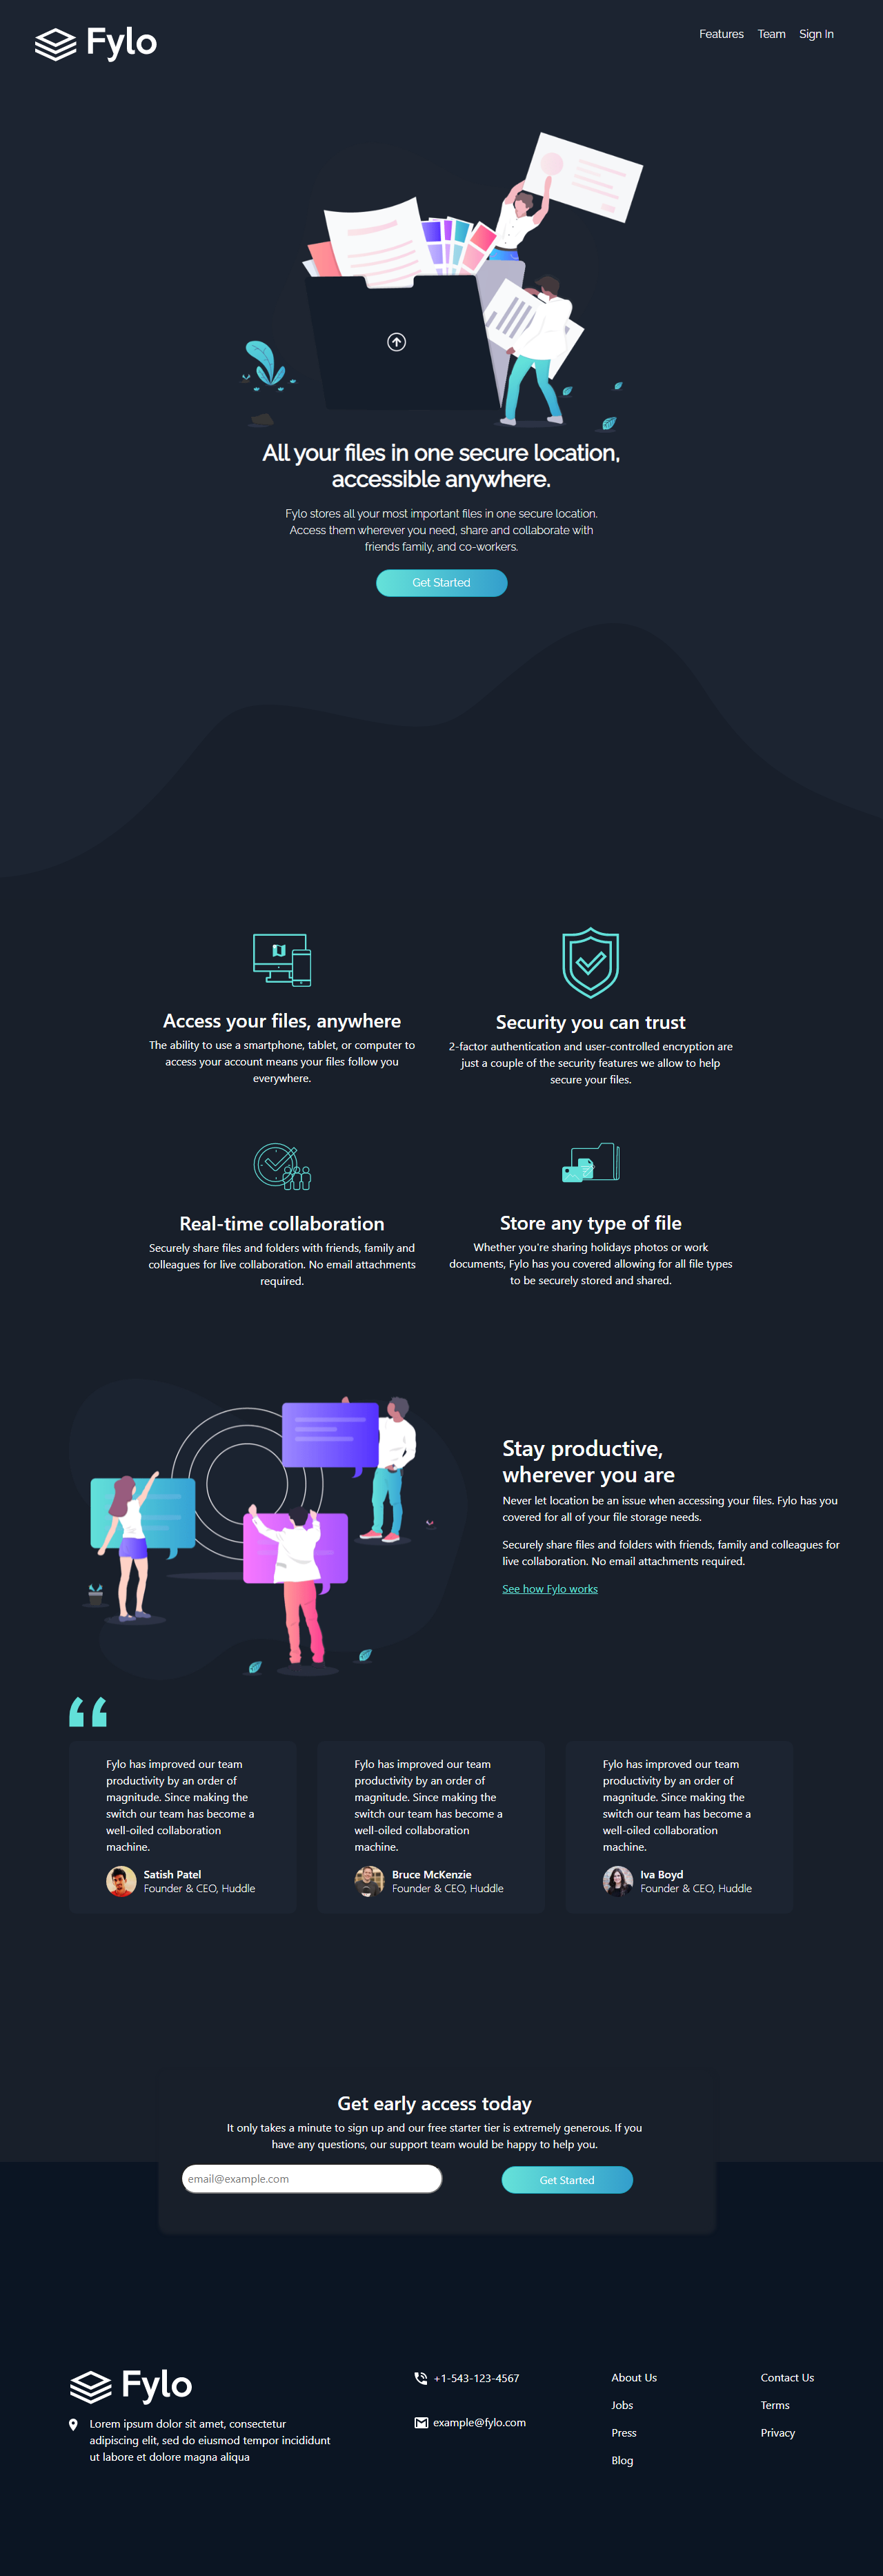 Fylo
Features Team Sign In
All your files in one secure location,
accessible anywhere.
Fylo stores all your most important files in one secure location.
Access them wherever you need, share and collaborate with
friends family, and co-workers.
Get Started
Access your files, anywhere
The ability to use a smartphone, tablet, or computer to
access your account means your files follow you
everywhere.
Security you can trust
2-factor authentication and user-controlled encryption are
just a couple of the security features we allow to help
secure your files.
Real-time collaboration
Securely share files and folders with friends, family and
colleagues for live collaboration. No email attachments
required.
Store any type of file
Whether you're sharing holidays photos or work
documents, Fylo has you covered allowing for all file types
to be securely stored and shared.
Stay productive,
wherever you are
Never let location be an issue when accessing your files. Fylo has you
covered for all of your file storage needs.
Securely share files and folders with friends, family and colleagues for
live collaboration. No email attachments required.
See how Fylo works
Fylo has improved our team
productivity by an order of
magnitude. Since making the
switch our team has become a
well-oiled collaboration
machine.
Satish Patel
Founder & CEO, Huddle
Fylo has improved our team
productivity by an order of
magnitude. Since making the
switch our team has become a
well-oiled collaboration
machine.
Bruce McKenzie
Founder & CEO, Huddle
Fylo has improved our team
productivity by an order of
magnitude. Since making the
switch our team has become a
well-oiled collaboration
machine.
Iva Boyd
Founder & CEO, Huddle
Get early access today
It only takes a minute to sign up and our free starter tier is extremely generous. If you
have any questions, our support team would be happy to help you.
email@example.com
Get Started
Fylo
Lorem ipsum dolor sit amet, consectetur
adipiscing elit, sed do eiusmod tempor incididunt
ut labore et dolore magna aliqua
+1-543-123-4567
example@fylo.com
About Us
Jobs
Press
Blog
Contact Us
Terms
Privacy